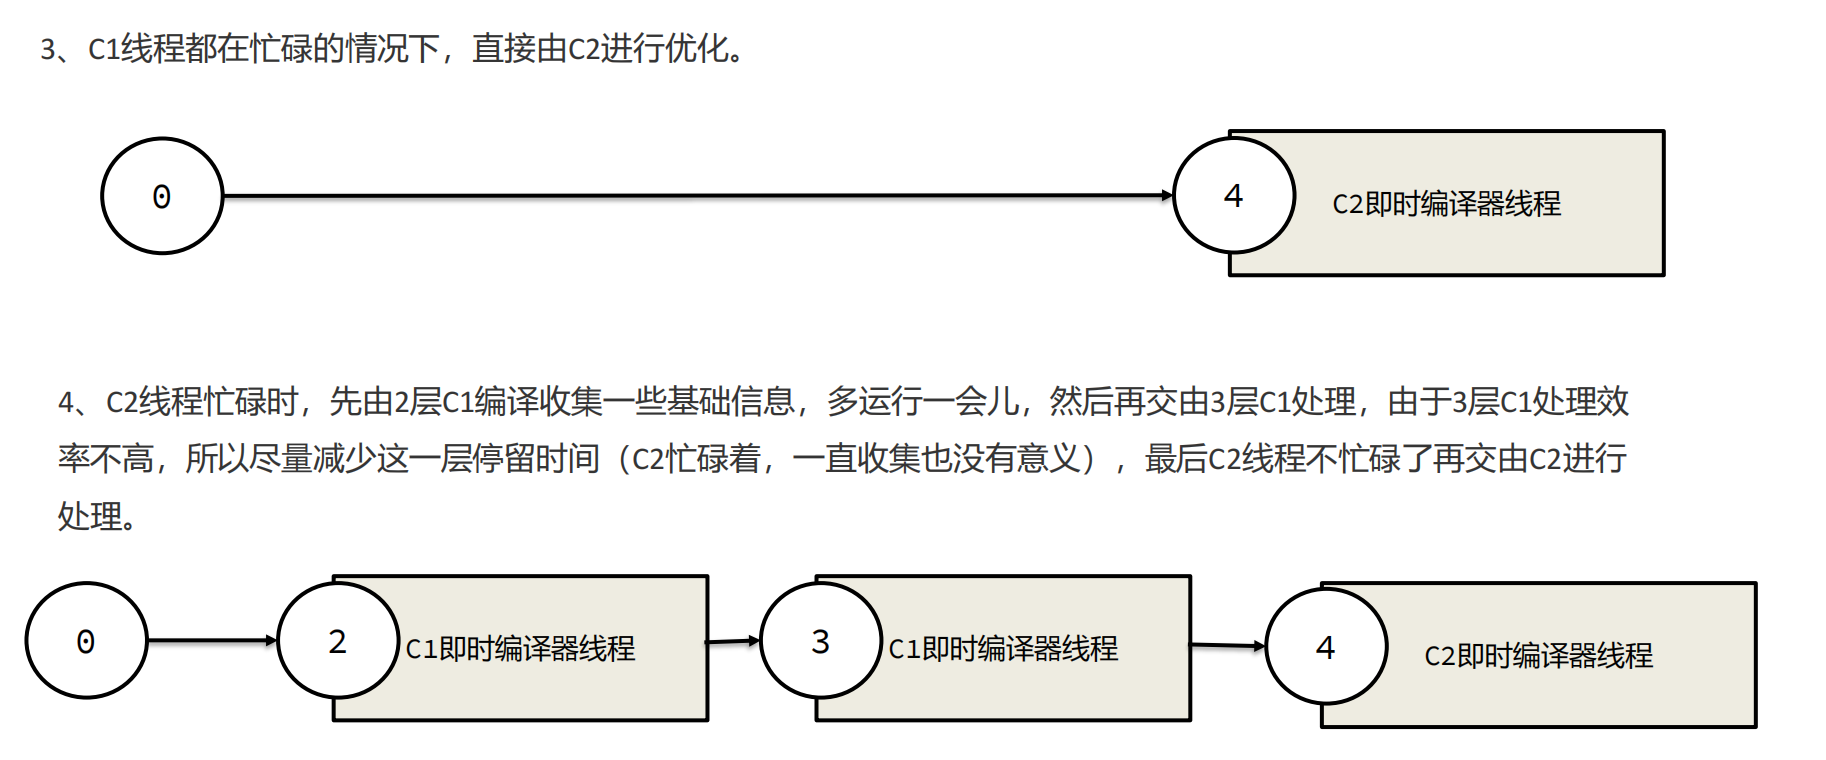 3、C1线程都在忙碌的情况下，直接由C2进行优化。
0
4
C2即时编译器线程
4、C2线程忙碌时，先由2层C1编译收集一些基础信息，多运行一会儿，然后再交由3层C1处理，由于3层C1处理效
率不高，所以尽量减少这一层停留时间（C2忙碌着，一直收集也没有意义），最后C2线程不忙碌了再交由C2进行
处理。
0
2
C1即时编译器线程
3
C1即时编译器线程
4
C2即时编译器线程